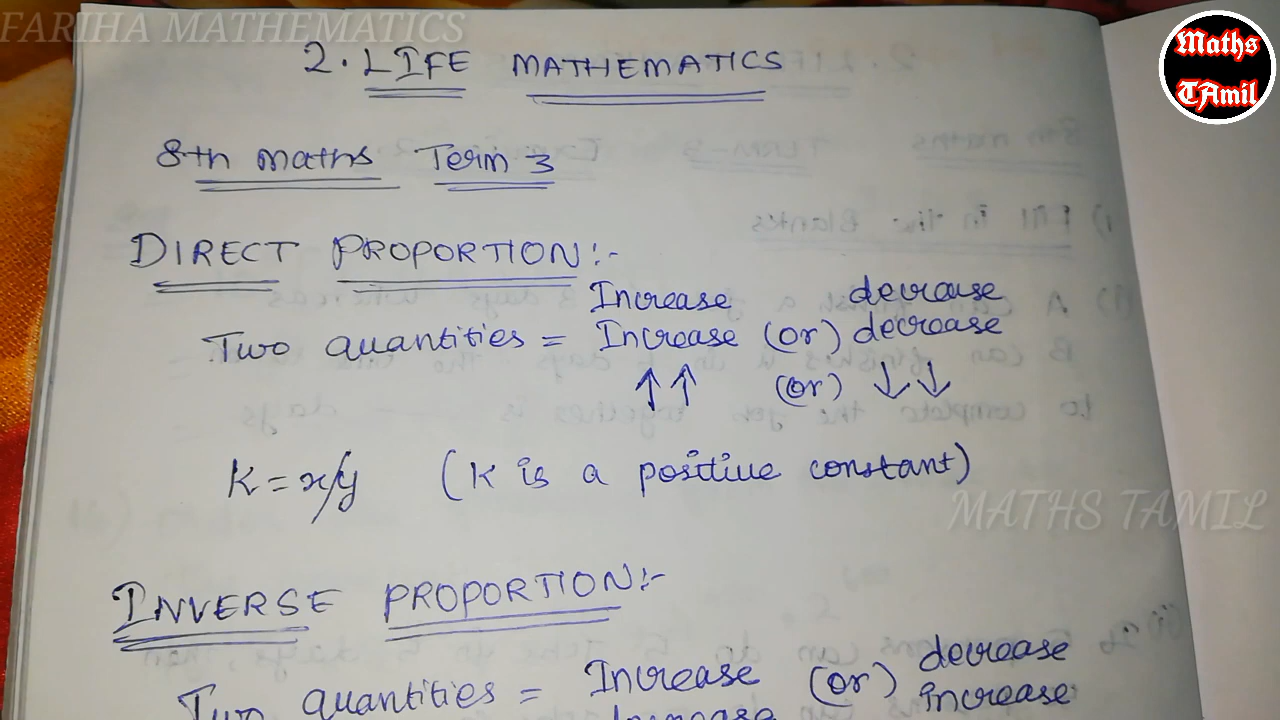 FARIHA MATHEMATICS
Maths
TAmil
2. LIFE MATHEMATICS
8th maths Term 3
DIRECT PROPORTION:-
Increase decrease
Two quantities = Increase (or) decrease
↑↑ (or) ↓↓
K = x/y (K is a positive constant)
MATHS TAMIL
INVERSE PROPORTION:-
Increase (or) decrease
Two quantities = increase